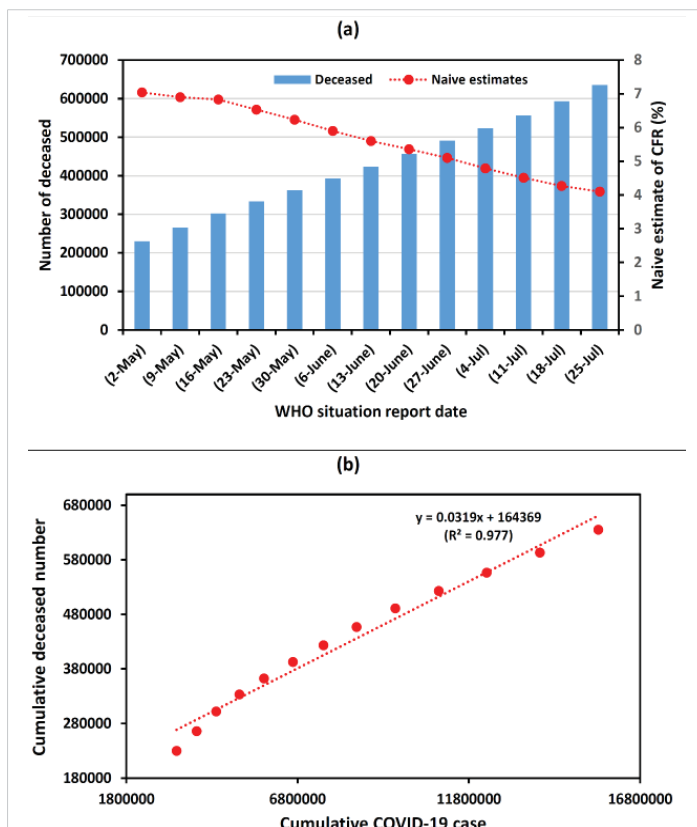 (a)
Deceased
Naive estimates
Number of deceased
700000
600000
500000
400000
300000
200000
100000
0
Naive estimate of CFR (%)
8
7
6
5
4
3
2
1
0
(2-May)
(9-May)
(16-May)
(23-May)
(30-May)
(6-June)
(13-June)
(20-June)
(27-June)
(4-Jul)
(11-Jul)
(18-Jul)
(25-Jul)
WHO situation report date
(b)
y = 0.0319x + 164369
(R² = 0.977)
Cumulative deceased number
680000
580000
480000
380000
280000
180000
1800000
6800000
11800000
16800000
Cumulative COVID-19 case